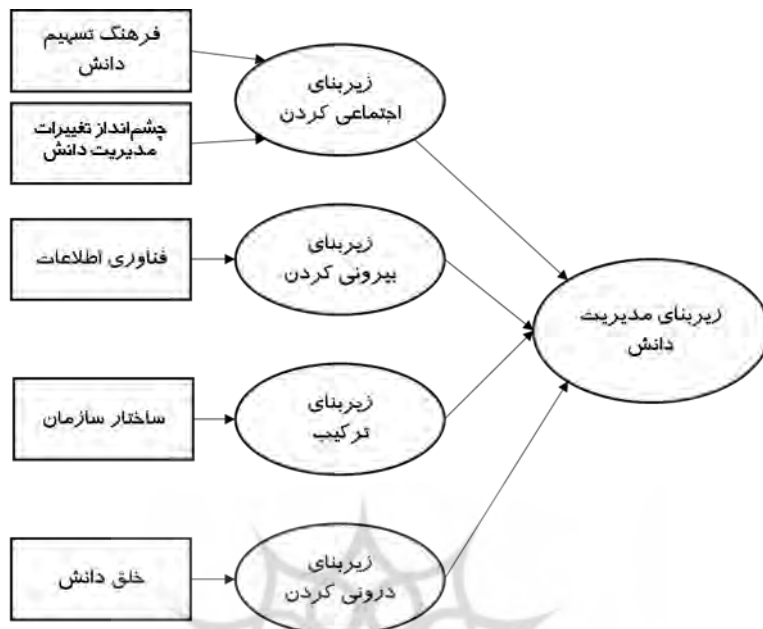 فرهنگ تسهیم
دانش
چشم‌انداز تغییرات
مدیریت دانش
زیربنای
اجتماعی کردن
فناوری اطلاعات
زیربنای
بیرونی کردن
زیربنای مدیریت
دانش
ساختار سازمان
زیربنای
ترکیب
خلق دانش
زیربنای
درونی کردن